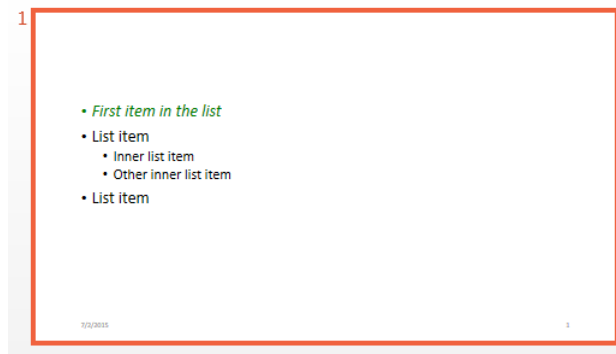 1
• First item in the list
• List item
• Inner list item
• Other inner list item
• List item
7/2/2015 1